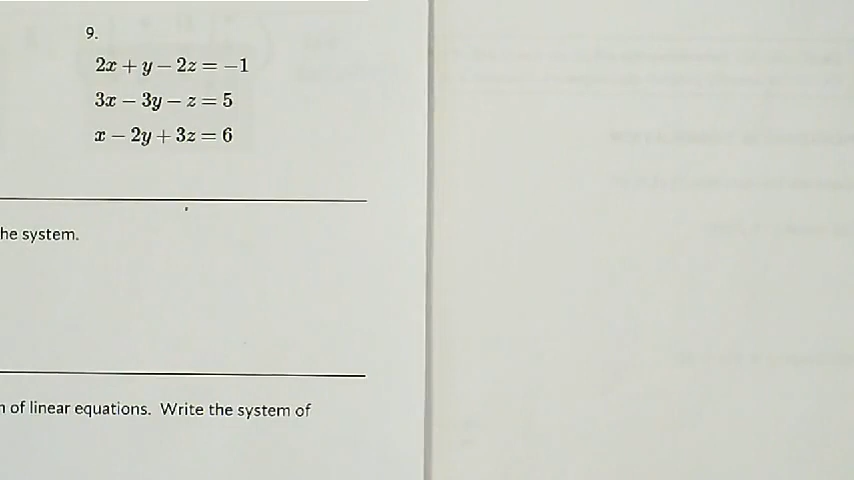 9.
2x + y − 2z = −1
3x − 3y − z = 5
x − 2y + 3z = 6
he system.
of linear equations. Write the system of